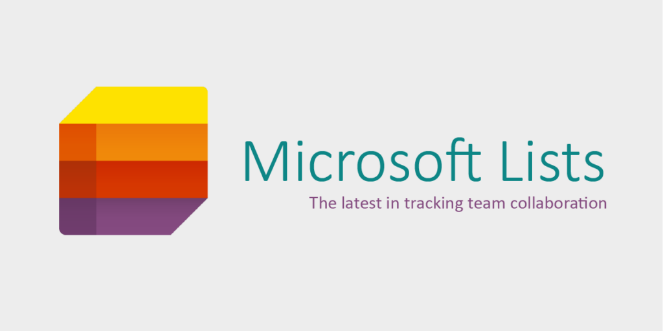 Microsoft Lists
The latest in tracking team collaboration